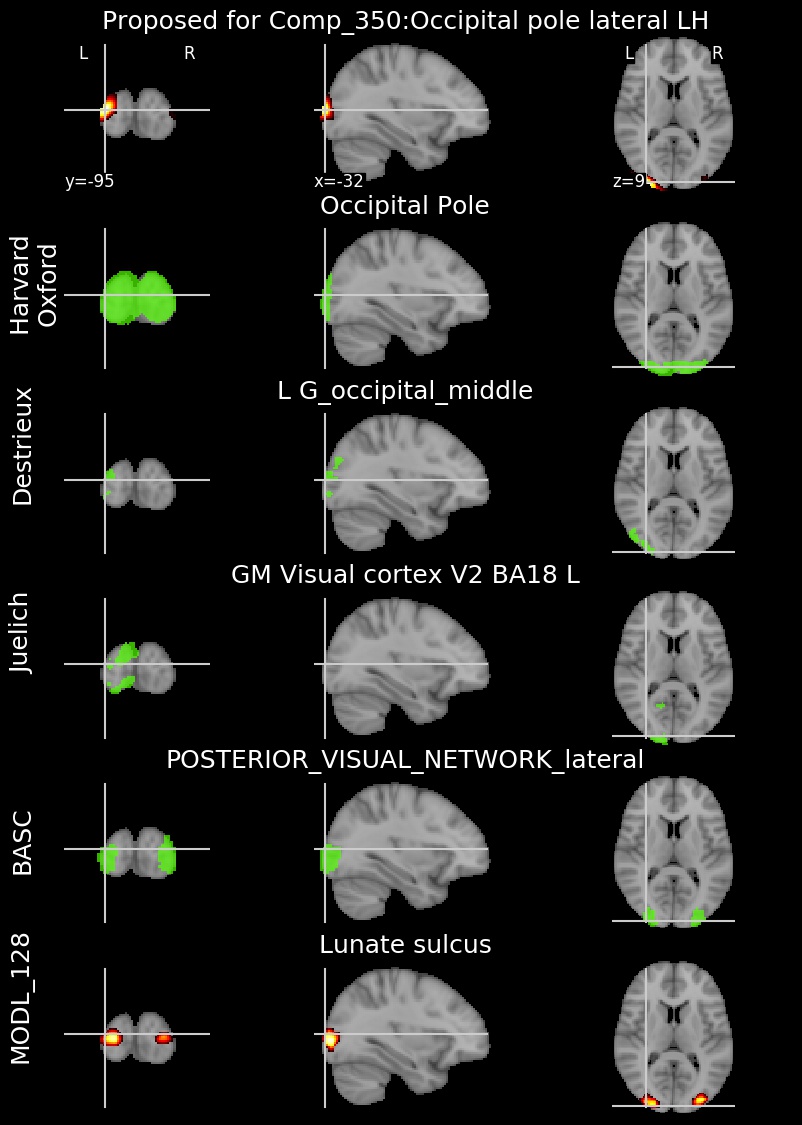 Proposed for Comp_350:Occipital pole lateral LH
L R L R
y=-95 x=-32 z=9
Occipital Pole
Harvard
Oxford
L G_occipital_middle
Destrieux
GM Visual cortex V2 BA18 L
Juelich
POSTERIOR_VISUAL_NETWORK_lateral
BASC
Lunate sulcus
MODL_128